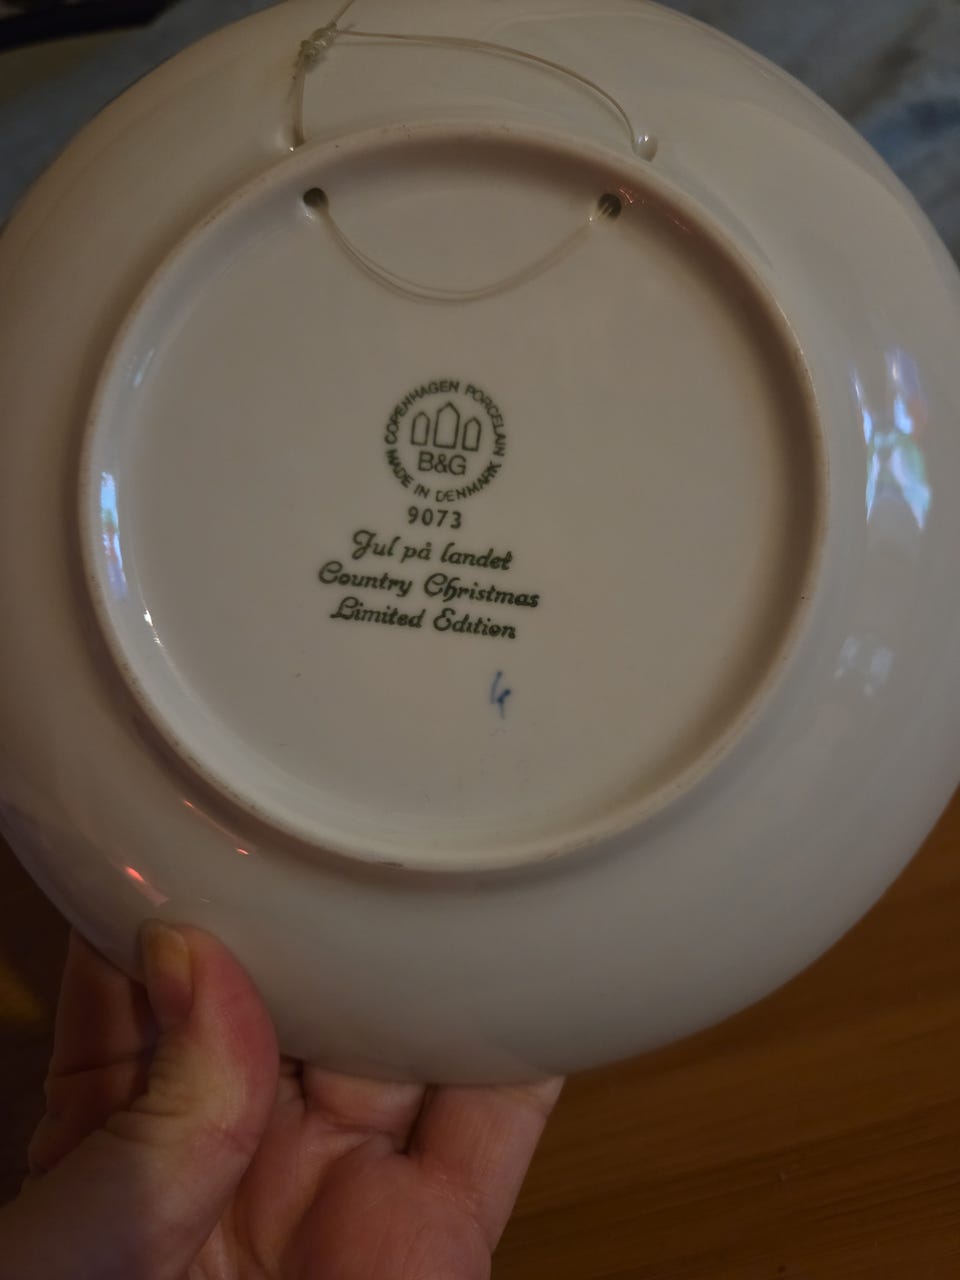 COPENHAGEN PORCELAIN
B&G
MADE IN DENMARK
9073
Jul på landet
Country Christmas
Limited Edition